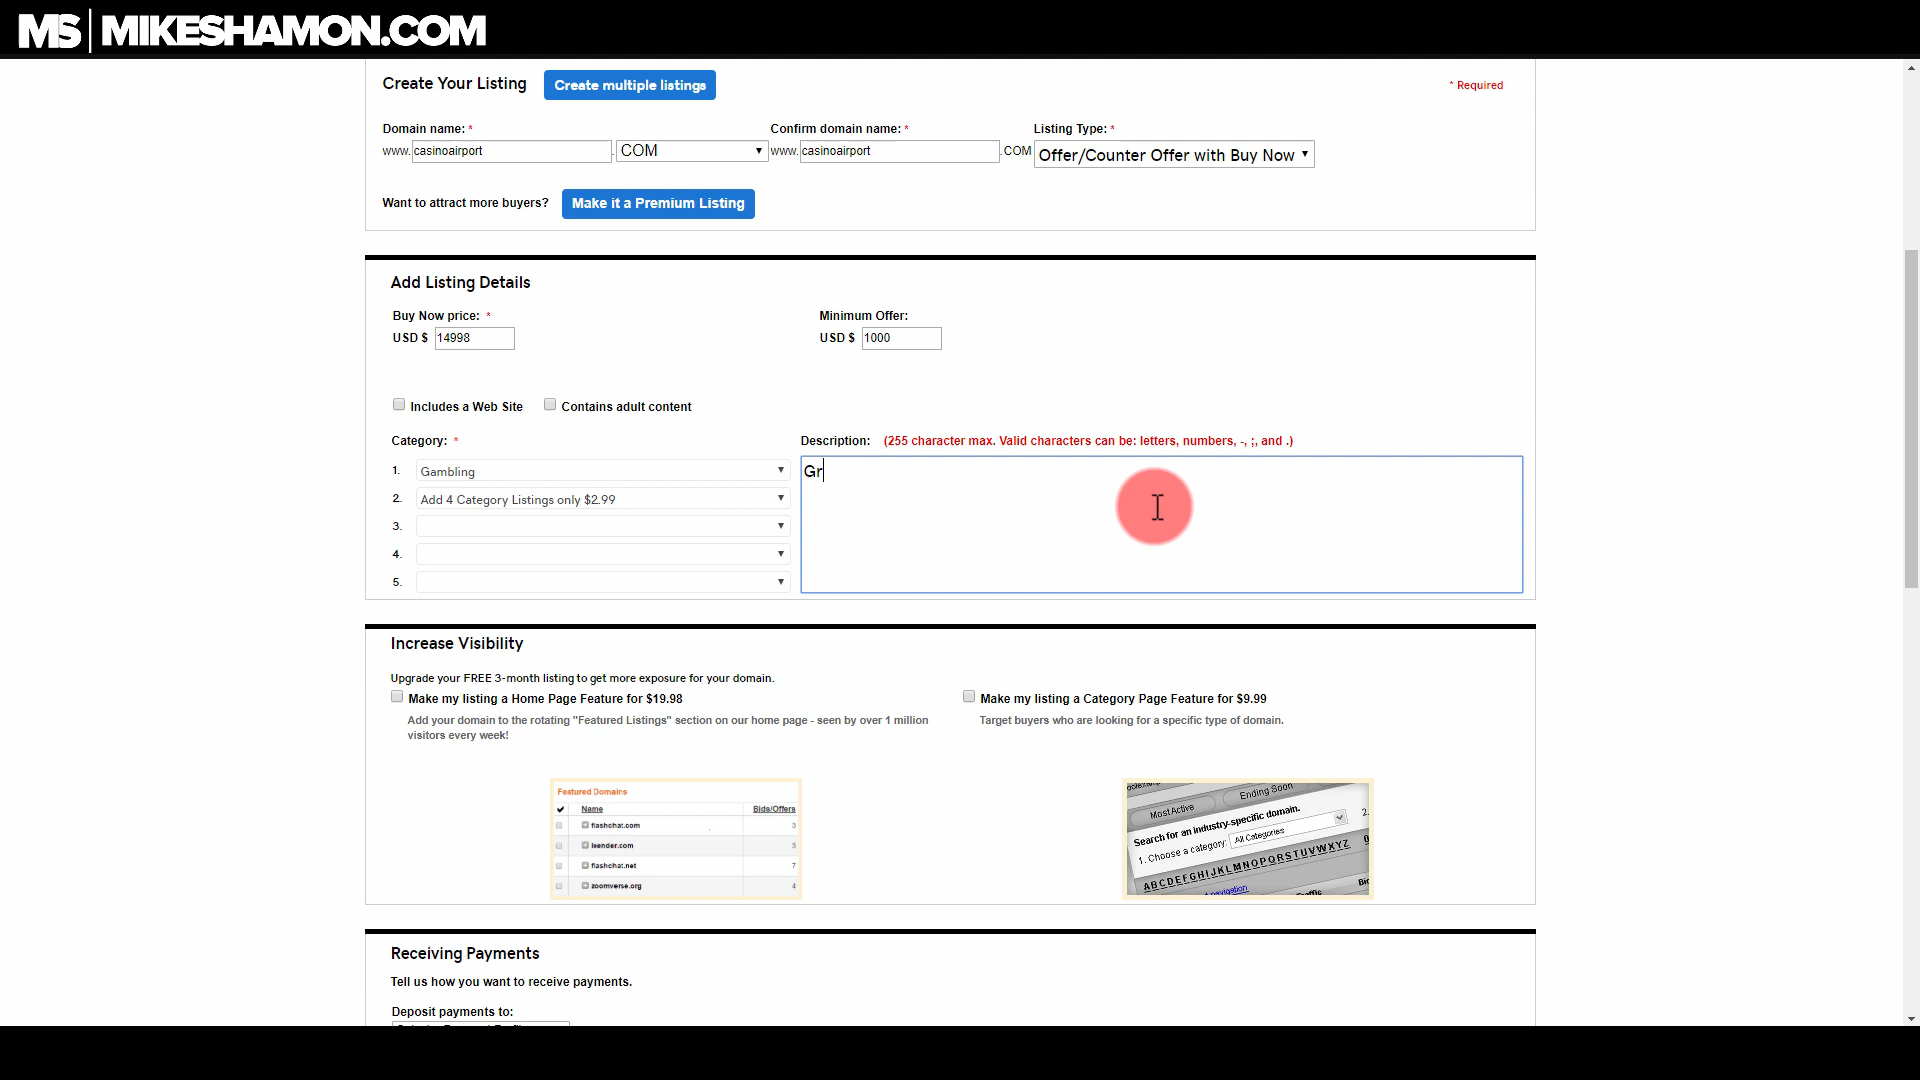 MS | MIKESHAMON.COM
Create Your Listing Create multiple listings * Required
Domain name: * Confirm domain name: * Listing Type: *
www. casinoairport . COM www. casinoairport .COM Offer/Counter Offer with Buy Now
Want to attract more buyers? Make it a Premium Listing
Add Listing Details
Buy Now price: * Minimum Offer:
USD $ 14998 USD $ 1000
Includes a Web Site Contains adult content
Category: * Description: (255 character max. Valid characters can be: letters, numbers, -, ;, and .)
1. Gambling Gr
2. Add 4 Category Listings only $2.99
3.
4.
5.
Increase Visibility
Upgrade your FREE 3-month listing to get more exposure for your domain.
Make my listing a Home Page Feature for $19.98 Make my listing a Category Page Feature for $9.99
Add your domain to the rotating "Featured Listings" section on our home page - seen by over 1 million Target buyers who are looking for a specific type of domain.
visitors every week!
Featured Domains
Name Bids/Offers
flashchat.com 3
leender.com 3
flashchat.net 7
zoomverse.org 4
Most Active Ending Soon
Search for an industry-specific domain. 2.
1. Choose a category: All Categories
ABCDEFGHIJKLMNOPQRSTUVWXYZ
Receiving Payments
Tell us how you want to receive payments.
Deposit payments to: